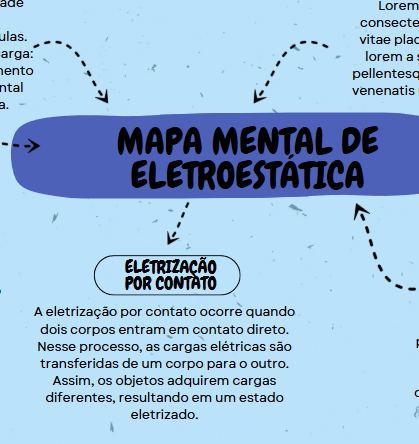 ulas.
arga:
mento
ntal
a.
Lorem
consecte
vitae plac
lorem a s
pellentesq
venenatis
MAPA MENTAL DE
ELETROESTÁTICA
ELETRIZAÇÃO
POR CONTATO
A eletrização por contato ocorre quando
dois corpos entram em contato direto.
Nesse processo, as cargas elétricas são
transferidas de um corpo para o outro.
Assim, os objetos adquirem cargas
diferentes, resultando em um estado
eletrizado.